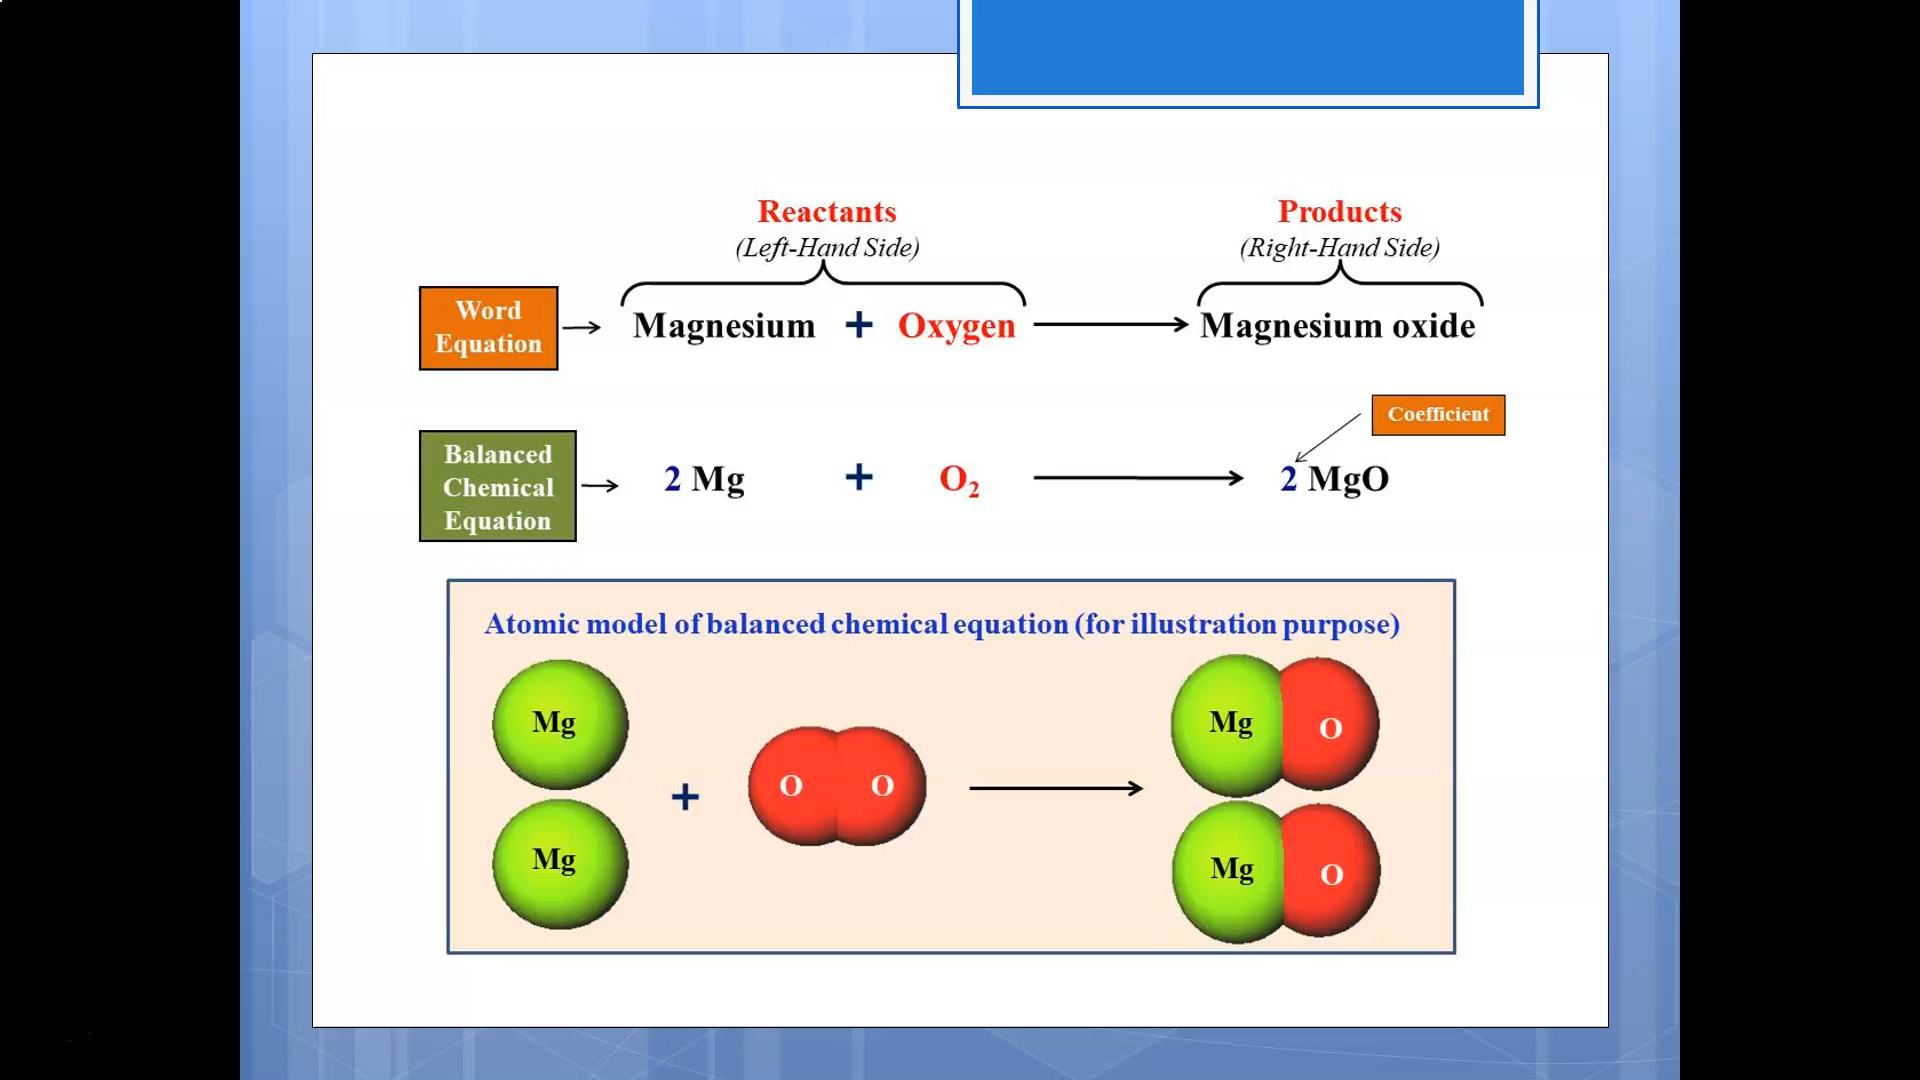 Reactants
(Left-Hand Side)
Products
(Right-Hand Side)
Word
Equation
Magnesium + Oxygen
Magnesium oxide
Coefficient
Balanced
Chemical
Equation
2 Mg + O₂
2 MgO
Atomic model of balanced chemical equation (for illustration purpose)
Mg
Mg
+
O O
Mg O
Mg O